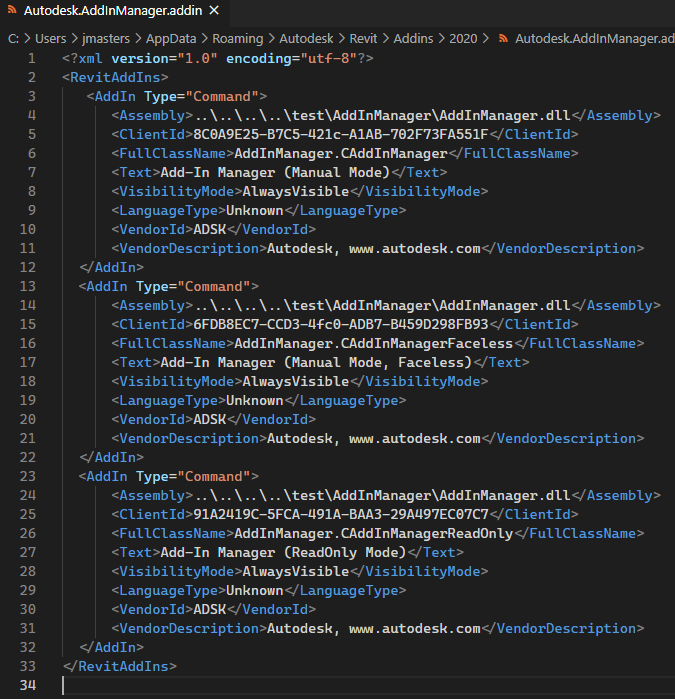 Autodesk.AddInManager.addin ×
C: > Users > jmasters > AppData > Roaming > Autodesk > Revit > Addins > 2020 > Autodesk.AddInManager.ad
1 <?xml version="1.0" encoding="utf-8"?>
2 <RevitAddIns>
3 <AddIn Type="Command">
4 <Assembly>..\..\..\..\test\AddInManager\AddInManager.dll</Assembly>
5 <ClientId>8C0A9E25-B7C5-421c-A1AB-702F73FA551F</ClientId>
6 <FullClassName>AddInManager.CAddInManager</FullClassName>
7 <Text>Add-In Manager (Manual Mode)</Text>
8 <VisibilityMode>AlwaysVisible</VisibilityMode>
9 <LanguageType>Unknown</LanguageType>
10 <VendorId>ADSK</VendorId>
11 <VendorDescription>Autodesk, www.autodesk.com</VendorDescription>
12 </AddIn>
13 <AddIn Type="Command">
14 <Assembly>..\..\..\..\test\AddInManager\AddInManager.dll</Assembly>
15 <ClientId>6FDB8EC7-CCD3-4fc0-ADB7-B459D298FB93</ClientId>
16 <FullClassName>AddInManager.CAddInManagerFaceless</FullClassName>
17 <Text>Add-In Manager (Manual Mode, Faceless)</Text>
18 <VisibilityMode>AlwaysVisible</VisibilityMode>
19 <LanguageType>Unknown</LanguageType>
20 <VendorId>ADSK</VendorId>
21 <VendorDescription>Autodesk, www.autodesk.com</VendorDescription>
22 </AddIn>
23 <AddIn Type="Command">
24 <Assembly>..\..\..\..\test\AddInManager\AddInManager.dll</Assembly>
25 <ClientId>91A2419C-5FCA-491A-BAA3-29A497EC07C7</ClientId>
26 <FullClassName>AddInManager.CAddInManagerReadOnly</FullClassName>
27 <Text>Add-In Manager (ReadOnly Mode)</Text>
28 <VisibilityMode>AlwaysVisible</VisibilityMode>
29 <LanguageType>Unknown</LanguageType>
30 <VendorId>ADSK</VendorId>
31 <VendorDescription>Autodesk, www.autodesk.com</VendorDescription>
32 </AddIn>
33 </RevitAddIns>
34